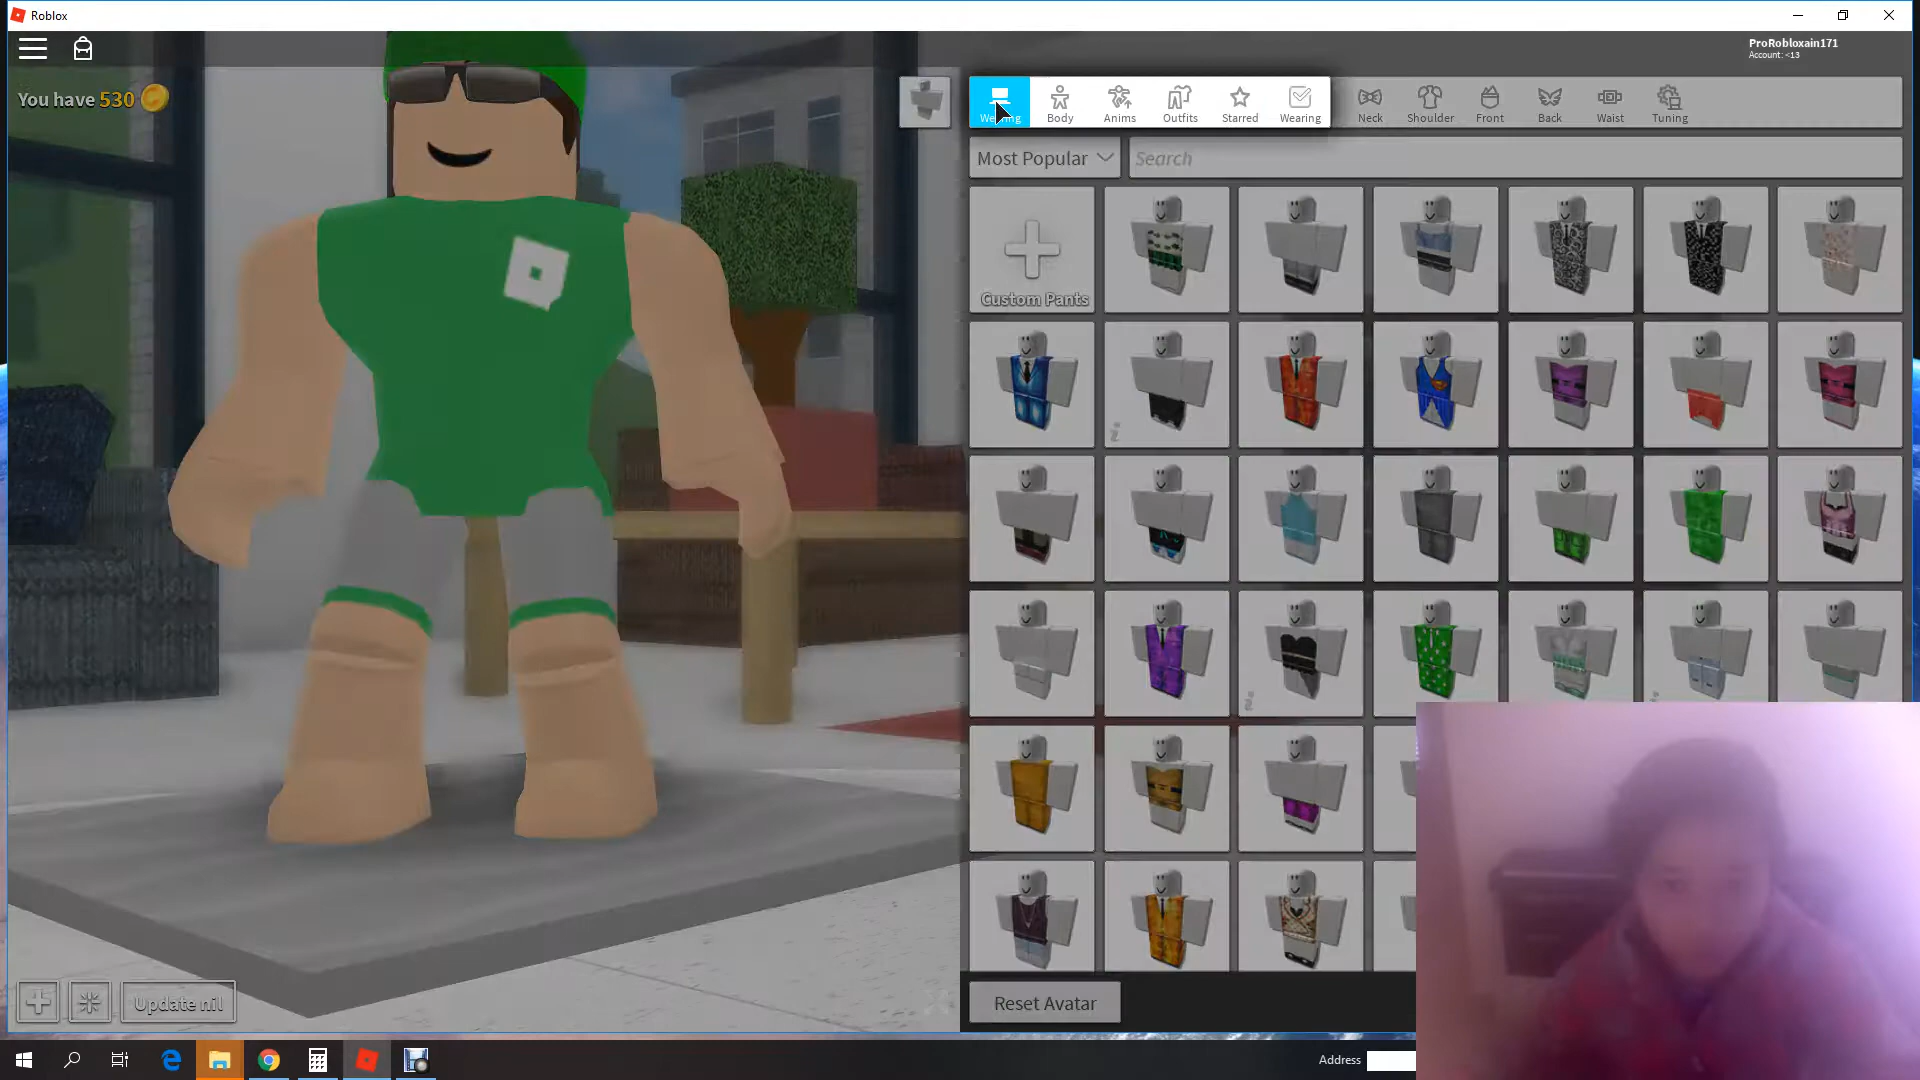 Roblox
ProRobloxain171
Account: <13
You have 530
Wearing Body Anims Outfits Starred Wearing Neck Shoulder Front Back Waist Tuning
Most Popular Search
Custom Pants
Update nil
Reset Avatar
Address